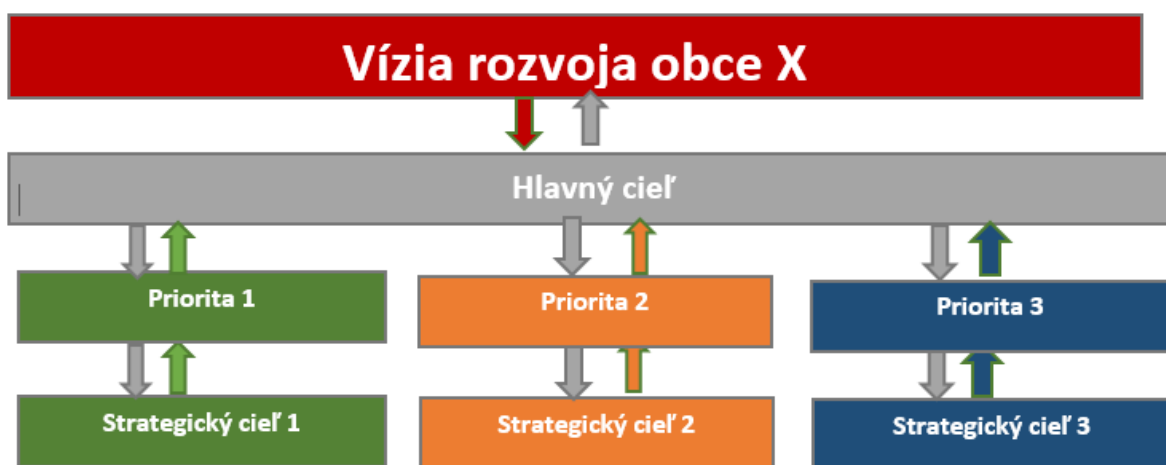 Vízia rozvoja obce X
Hlavný cieľ
Priorita 1
Priorita 2
Priorita 3
Strategický cieľ 1
Strategický cieľ 2
Strategický cieľ 3